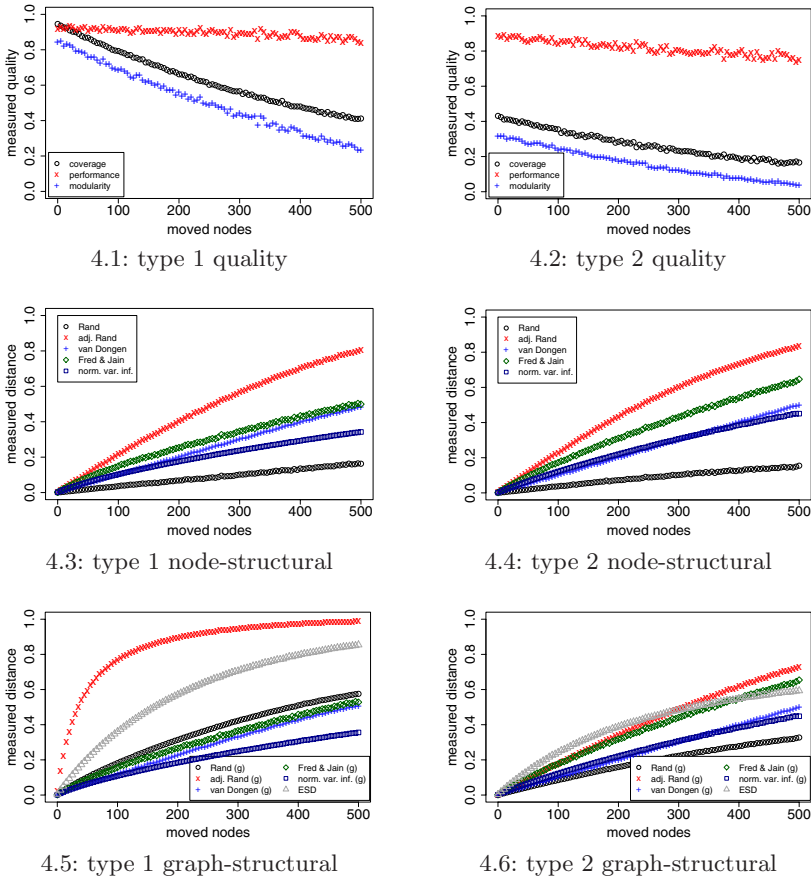 measured quality
0.0 0.2 0.4 0.6 0.8 1.0
coverage
performance
modularity
0 100 200 300 400 500
moved nodes
4.1: type 1 quality
measured quality
0.0 0.2 0.4 0.6 0.8 1.0
coverage
performance
modularity
0 100 200 300 400 500
moved nodes
4.2: type 2 quality
measured distance
0.0 0.2 0.4 0.6 0.8 1.0
Rand
adj. Rand
van Dongen
Fred & Jain
norm. var. inf.
0 100 200 300 400 500
moved nodes
4.3: type 1 node-structural
measured distance
0.0 0.2 0.4 0.6 0.8 1.0
Rand
adj. Rand
van Dongen
Fred & Jain
norm. var. inf.
0 100 200 300 400 500
moved nodes
4.4: type 2 node-structural
measured distance
0.0 0.2 0.4 0.6 0.8 1.0
Rand (g) Fred & Jain (g)
adj. Rand (g) norm. var. inf. (g)
van Dongen (g) ESD
0 100 200 300 400 500
moved nodes
4.5: type 1 graph-structural
measured distance
0.0 0.2 0.4 0.6 0.8 1.0
Rand (g) Fred & Jain (g)
adj. Rand (g) norm. var. inf. (g)
van Dongen (g) ESD
0 100 200 300 400 500
moved nodes
4.6: type 2 graph-structural